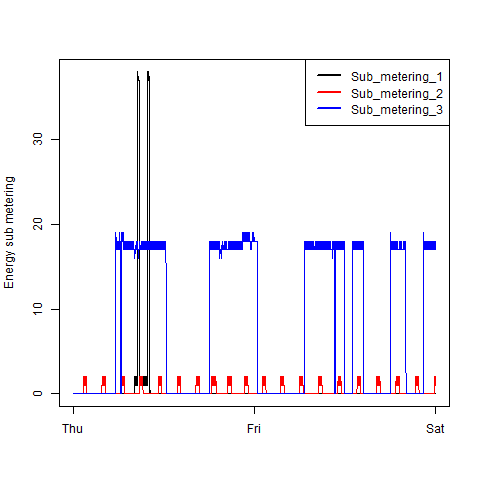 Sub_metering_1
Sub_metering_2
Sub_metering_3
Energy sub metering
30
20
10
0
Thu Fri Sat